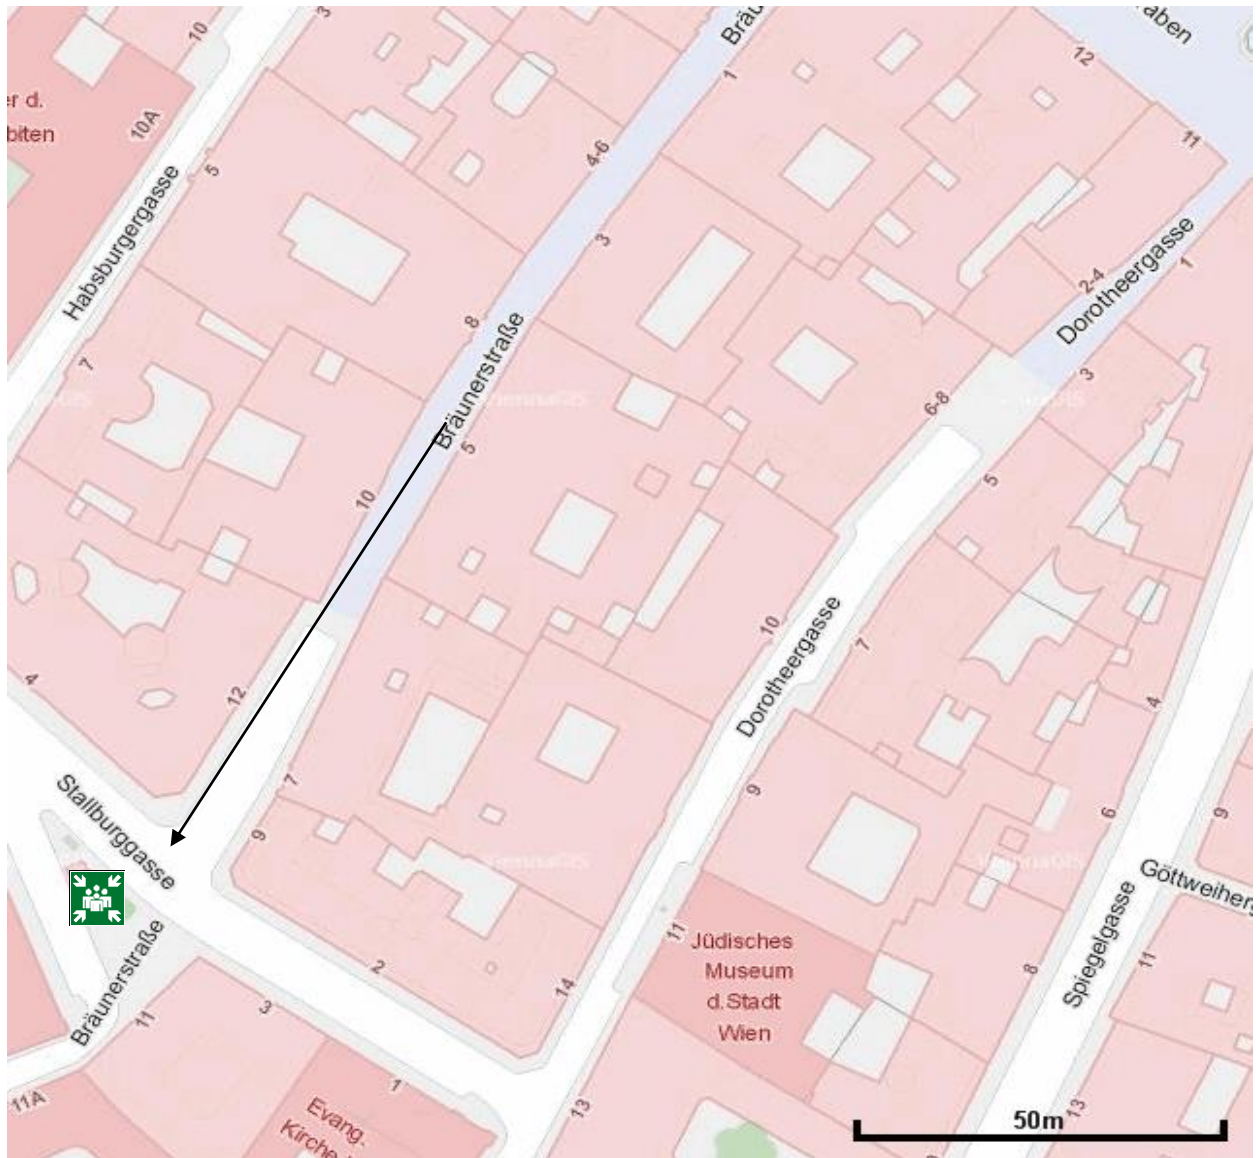 10
3
Bräu
aben
12
1
11
er d.
biten
10A
4-6
5
Habsburgergasse
3
Dorotheergasse
2-4
1
8
Bräunerstraße
7
3
6-8
5
5
10
10
7
Dorotheergasse
4
12
4
7
9
6
9
Stallburggasse
9
Göttweiherg
Spiegelgasse
11
Jüdisches
Museum
d.Stadt
Wien
Bräunerstraße
2
14
8
11
11
3
1
11A
Evang.
Kirche
13
13
50m